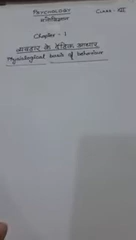 PSYCHOLOGY Class-XII
मनोविज्ञान
Chapter - 1
व्यवहार के दैहिक आधार
Physiological basis of behaviour